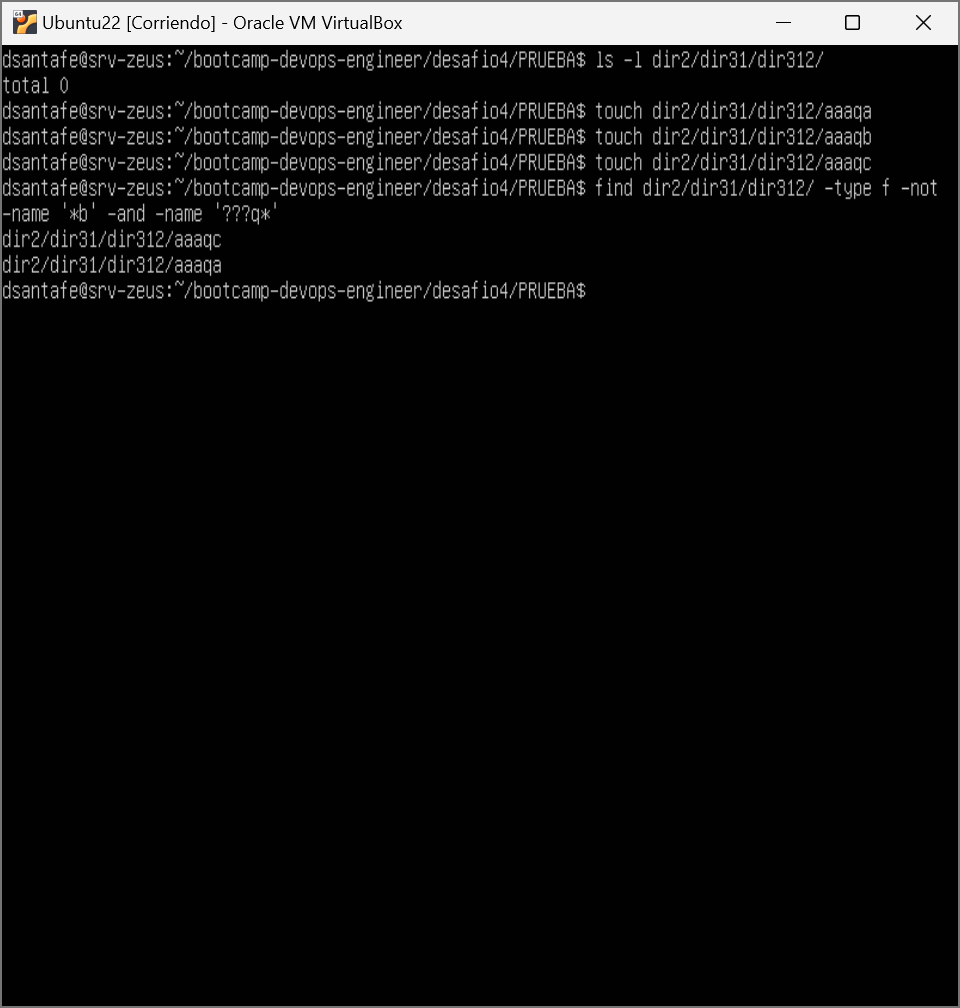 Ubuntu22 [Corriendo] - Oracle VM VirtualBox
dsantafe@srv-zeus:~/bootcamp-devops-engineer/desafio4/PRUEBA$ ls -l dir2/dir31/dir312/
total 0
dsantafe@srv-zeus:~/bootcamp-devops-engineer/desafio4/PRUEBA$ touch dir2/dir31/dir312/aaaqa
dsantafe@srv-zeus:~/bootcamp-devops-engineer/desafio4/PRUEBA$ touch dir2/dir31/dir312/aaaqb
dsantafe@srv-zeus:~/bootcamp-devops-engineer/desafio4/PRUEBA$ touch dir2/dir31/dir312/aaaqc
dsantafe@srv-zeus:~/bootcamp-devops-engineer/desafio4/PRUEBA$ find dir2/dir31/dir312/ -type f -not
-name '*b' -and -name '???q*'
dir2/dir31/dir312/aaaqc
dir2/dir31/dir312/aaaqa
dsantafe@srv-zeus:~/bootcamp-devops-engineer/desafio4/PRUEBA$